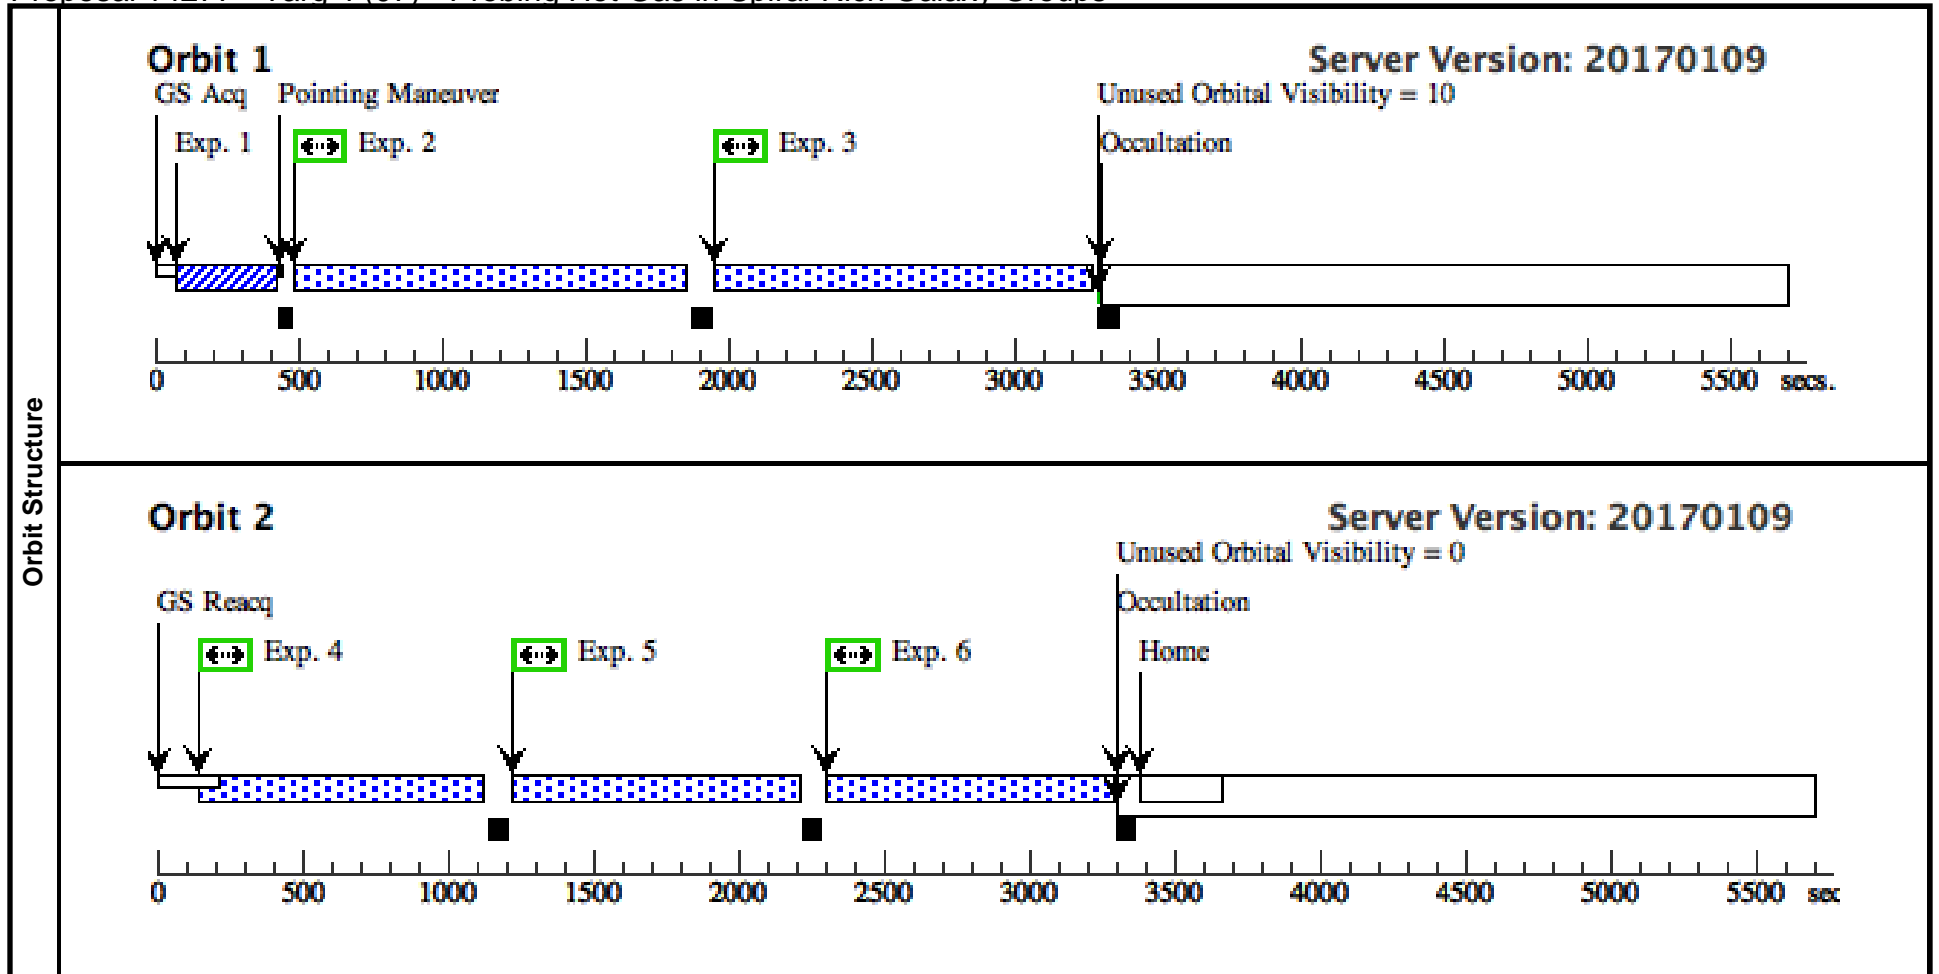 Orbit Structure
Orbit 1
Server Version: 20170109
GS Acq Pointing Maneuver Unused Orbital Visibility = 10
Exp. 1 Exp. 2 Exp. 3 Occultation
0 500 1000 1500 2000 2500 3000 3500 4000 4500 5000 5500 secs.
Orbit 2
Server Version: 20170109
Unused Orbital Visibility = 0
GS Reacq Occultation
Exp. 4 Exp. 5 Exp. 6 Home
0 500 1000 1500 2000 2500 3000 3500 4000 4500 5000 5500 sec